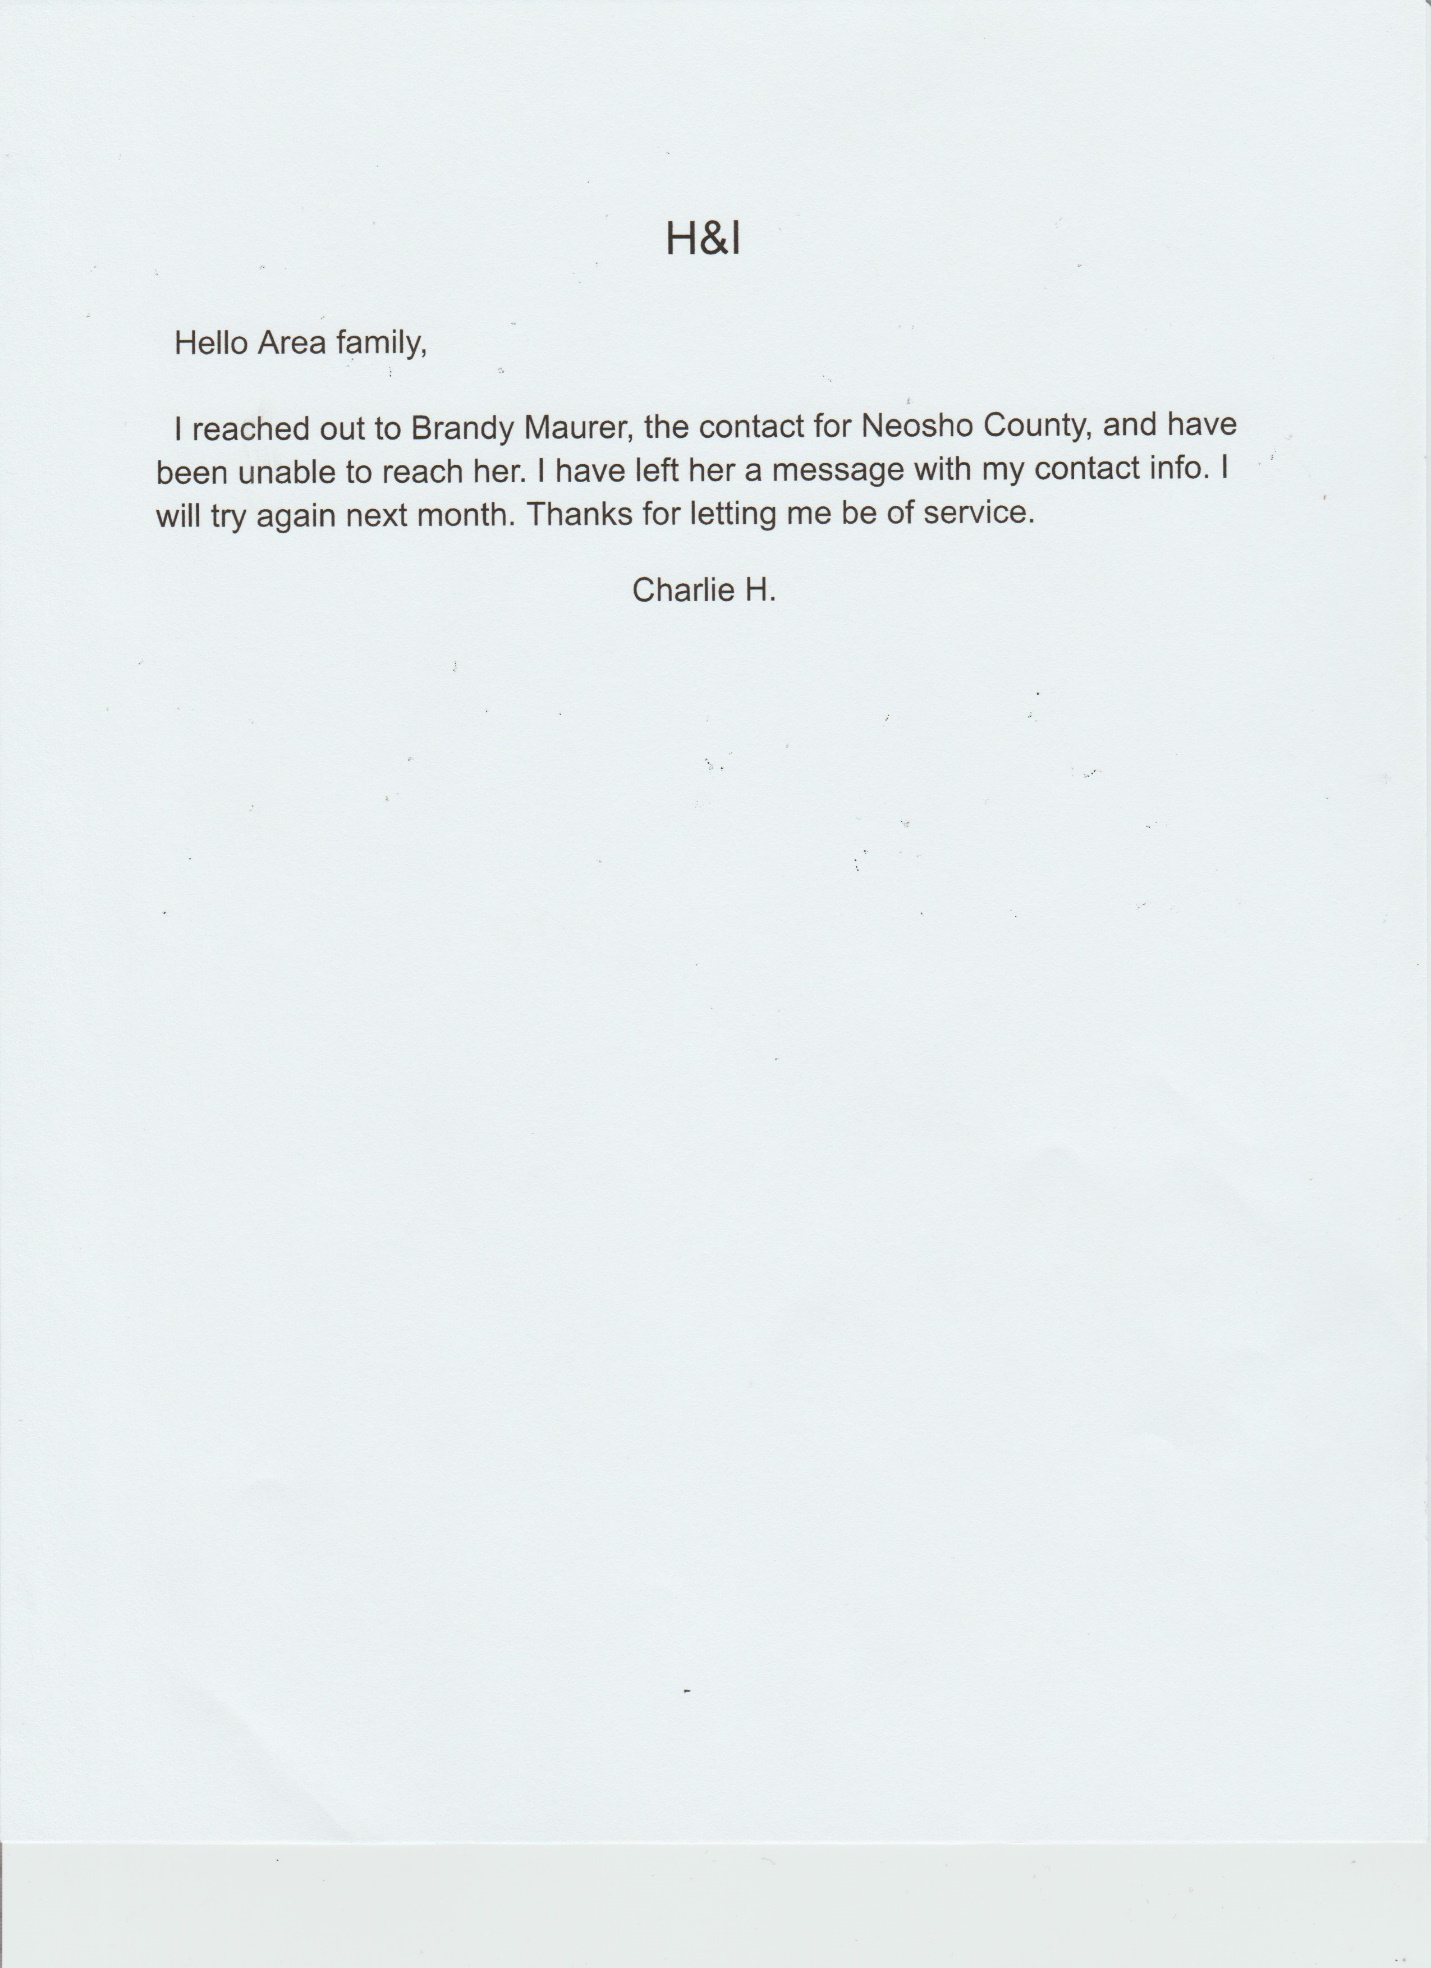 H&I
Hello Area family,
I reached out to Brandy Maurer, the contact for Neosho County, and have
been unable to reach her. I have left her a message with my contact info. I
will try again next month. Thanks for letting me be of service.
Charlie H.